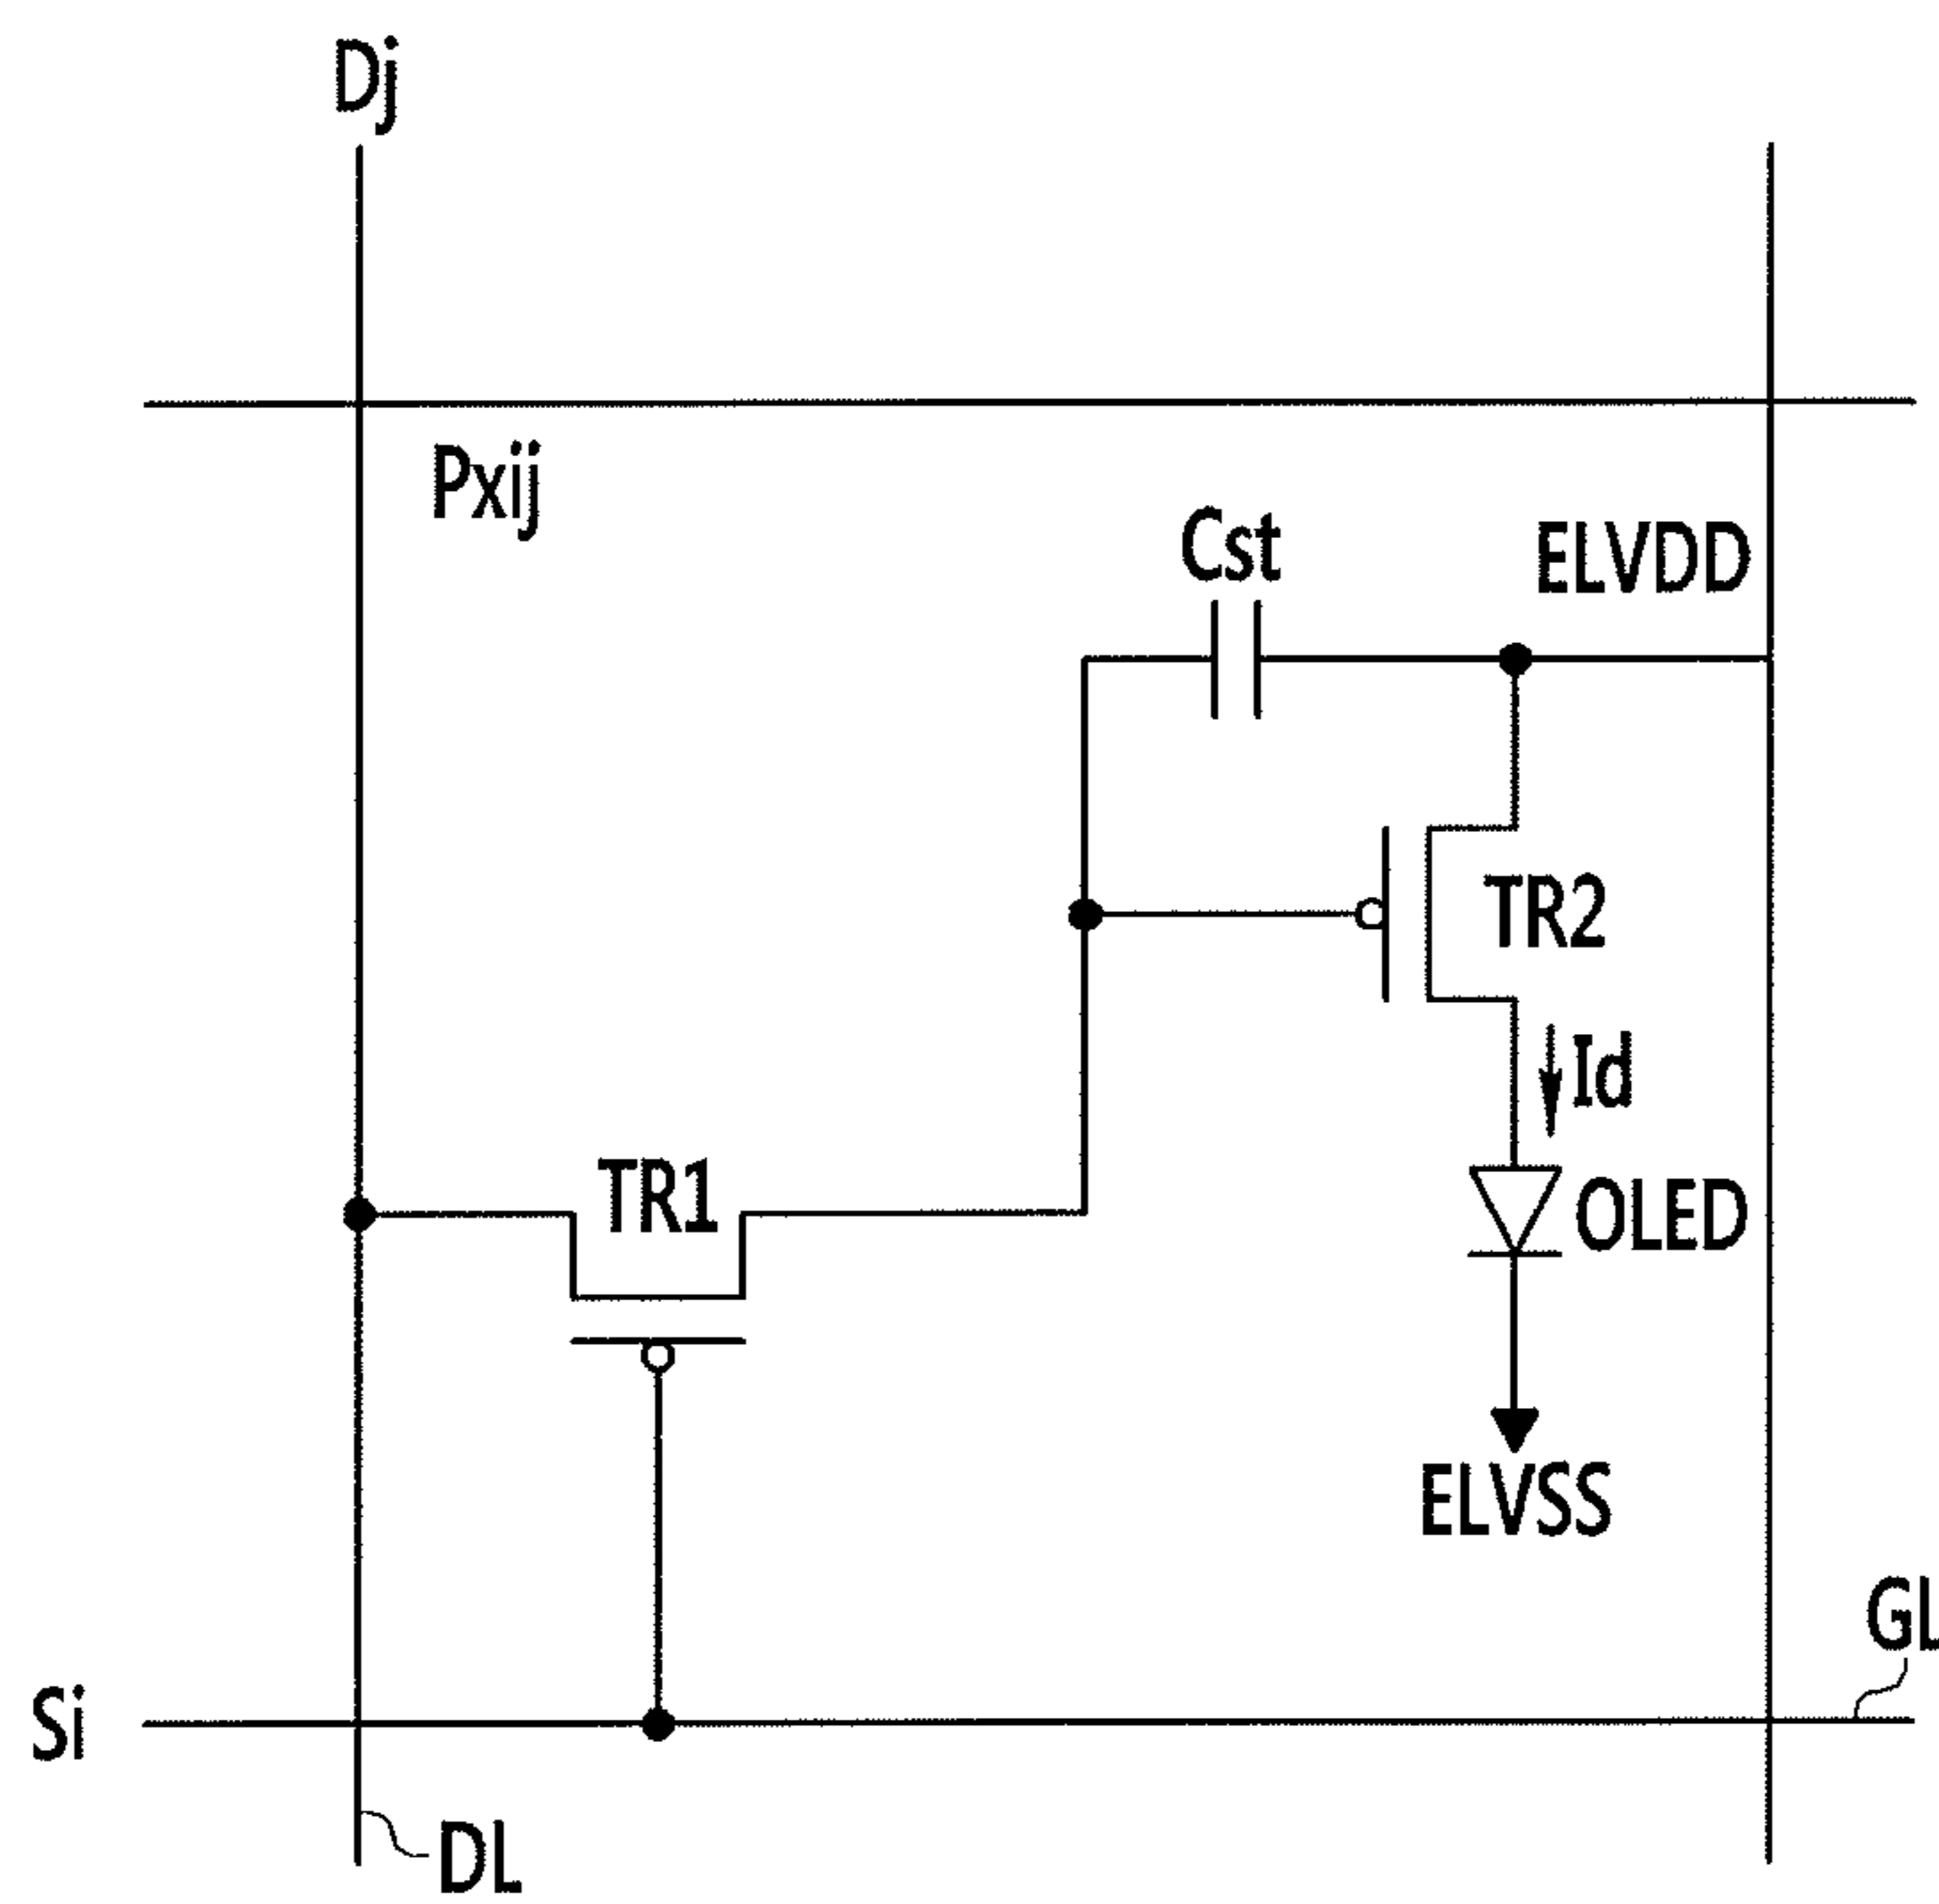 Dj
Pxij
Cst
ELVDD
TR2
Id
TR1
OLED
ELVSS
GL
Si
DL